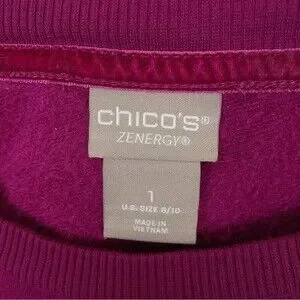 chico's®
ZENERGY®
1
U.S. SIZE 8/10
MADE IN
VIETNAM